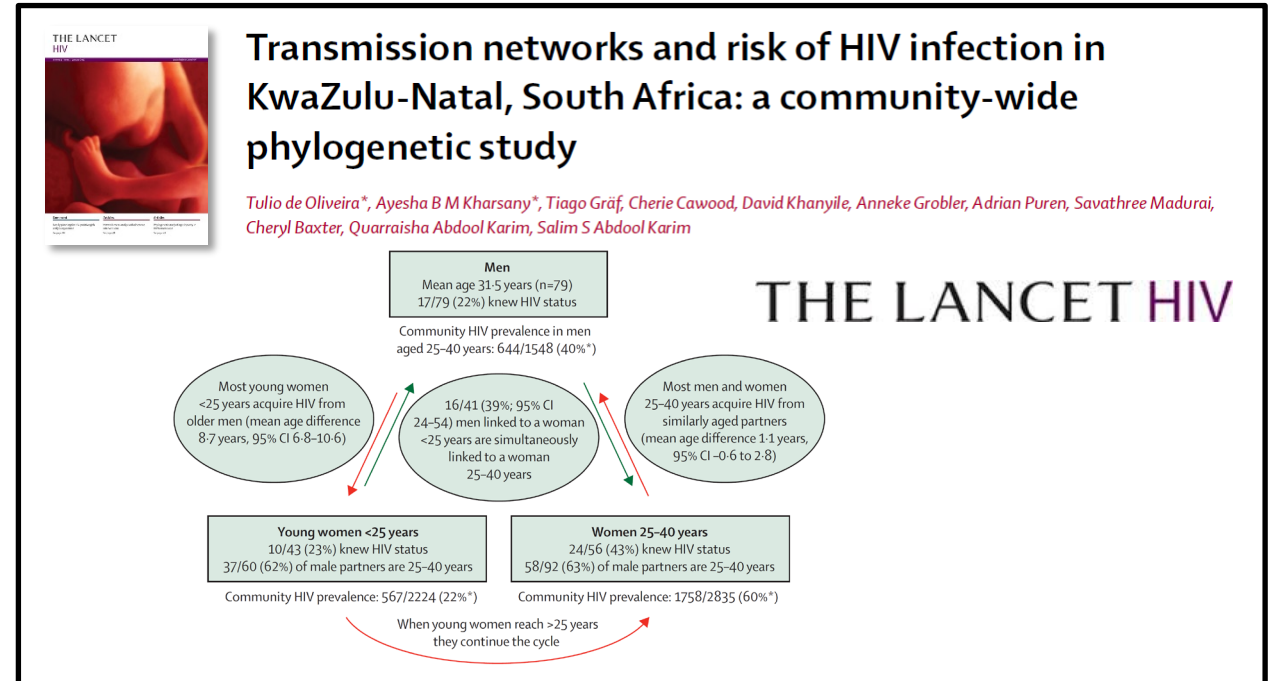 THE LANCET
HIV
Transmission networks and risk of HIV infection in
KwaZulu-Natal, South Africa: a community-wide
phylogenetic study
Tulio de Oliveira*, Ayesha B M Kharsany*, Tiago Gräf, Cherie Cawood, David Khanyile, Anneke Grobler, Adrian Puren, Savathree Madurai,
Cheryl Baxter, Quarraisha Abdool Karim, Salim S Abdool Karim
THE LANCET HIV
Men
Mean age 31·5 years (n=79)
17/79 (22%) knew HIV status
Community HIV prevalence in men
aged 25–40 years: 644/1548 (40%*)
Most young women
<25 years acquire HIV from
older men (mean age difference
8·7 years, 95% CI 6·8–10·6)
16/41 (39%; 95% CI
24–54) men linked to a woman
<25 years are simultaneously
linked to a woman
25–40 years
Most men and women
25–40 years acquire HIV from
similarly aged partners
(mean age difference 1·1 years,
95% CI –0·6 to 2·8)
Young women <25 years
10/43 (23%) knew HIV status
37/60 (62%) of male partners are 25–40 years
Community HIV prevalence: 567/2224 (22%*)
Women 25–40 years
24/56 (43%) knew HIV status
58/92 (63%) of male partners are 25–40 years
Community HIV prevalence: 1758/2835 (60%*)
When young women reach >25 years
they continue the cycle